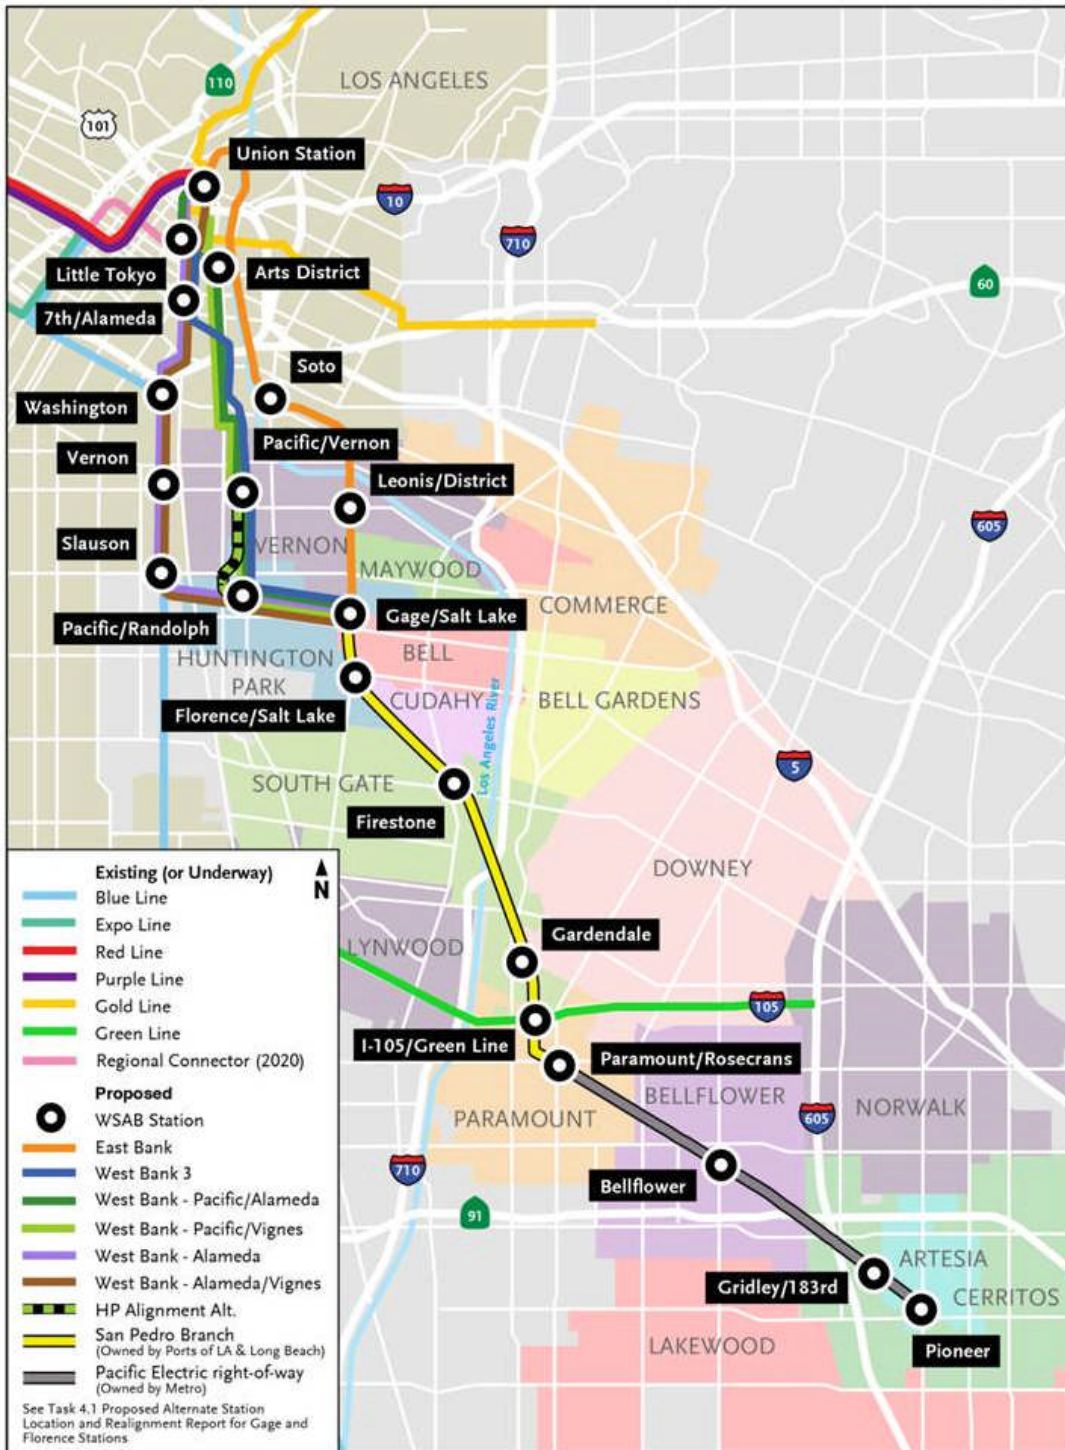 LOS ANGELES
110
101
Union Station
10
710
Little Tokyo
Arts District
60
7th/Alameda
Soto
Washington
Pacific/Vernon
Vernon
Leonis/District
605
Slauson
VERNON
MAYWOOD
COMMERCE
Pacific/Randolph
Gage/Salt Lake
HUNTINGTON
PARK
BELL
CUDAHY
BELL GARDENS
Florence/Salt Lake
Los Angeles River
5
SOUTH GATE
Firestone
DOWNEY
Gardendale
LYNWOOD
105
I-105/Green Line
Paramount/Rosecrans
BELLFLOWER
PARAMOUNT
NORWALK
605
710
Bellflower
91
ARTESIA
Gridley/183rd
CERRITOS
LAKEWOOD
Pioneer
Existing (or Underway)
N
Blue Line
Expo Line
Red Line
Purple Line
Gold Line
Green Line
Regional Connector (2020)
Proposed
WSAB Station
East Bank
West Bank 3
West Bank - Pacific/Alameda
West Bank - Pacific/Vignes
West Bank - Alameda
West Bank - Alameda/Vignes
HP Alignment Alt.
San Pedro Branch
(Owned by Ports of LA & Long Beach)
Pacific Electric right-of-way
(Owned by Metro)
See Task 4.1 Proposed Alternate Station
Location and Realignment Report for Gage and
Florence Stations